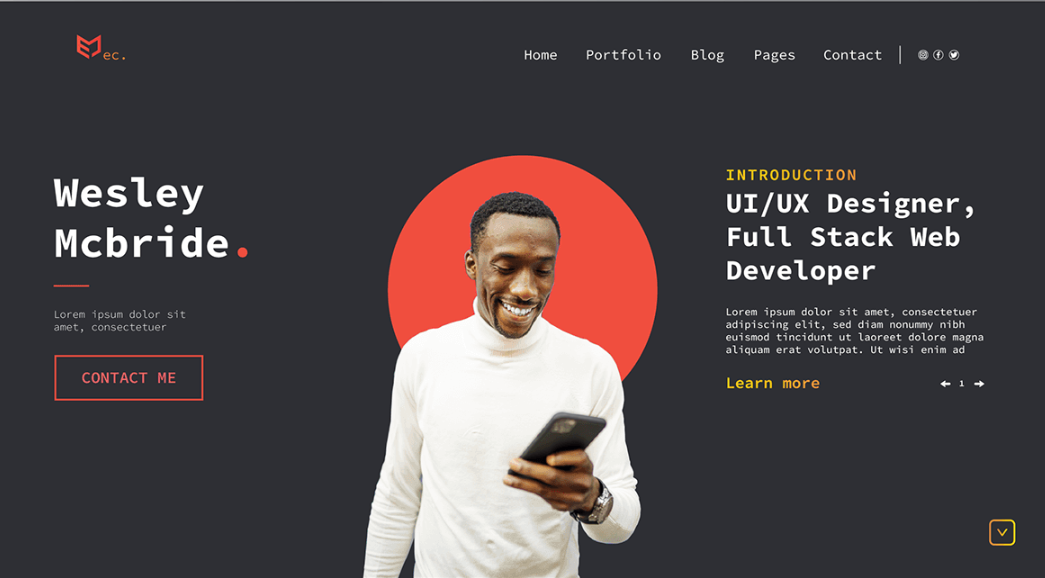 ec.
Home Portfolio Blog Pages Contact
Wesley
Mcbride.
Lorem ipsum dolor sit
amet, consectetuer
CONTACT ME
INTRODUCTION
UI/UX Designer,
Full Stack Web
Developer
Lorem ipsum dolor sit amet, consectetuer
adipiscing elit, sed diam nonummy nibh
euismod tincidunt ut laoreet dolore magna
aliquam erat volutpat. Ut wisi enim ad
Learn more
1